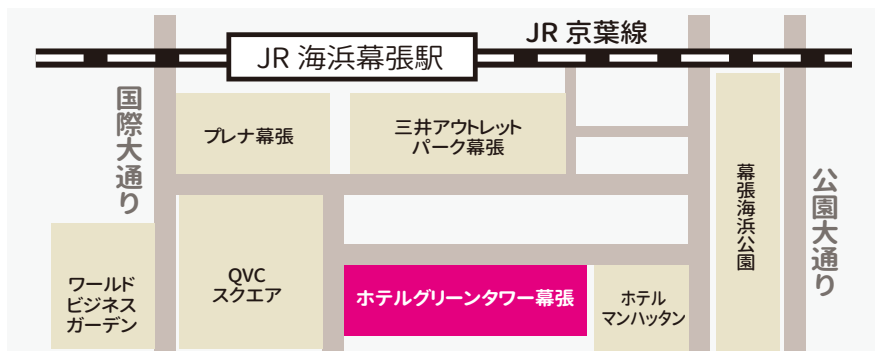 JR 京葉線
JR 海浜幕張駅
国際大通り
プレナ幕張
三井アウトレット
パーク幕張
幕張海浜公園
公園大通り
ワールド
ビジネス
ガーデン
QVC
スクエア
ホテルグリーンタワー幕張
ホテル
マンハッタン